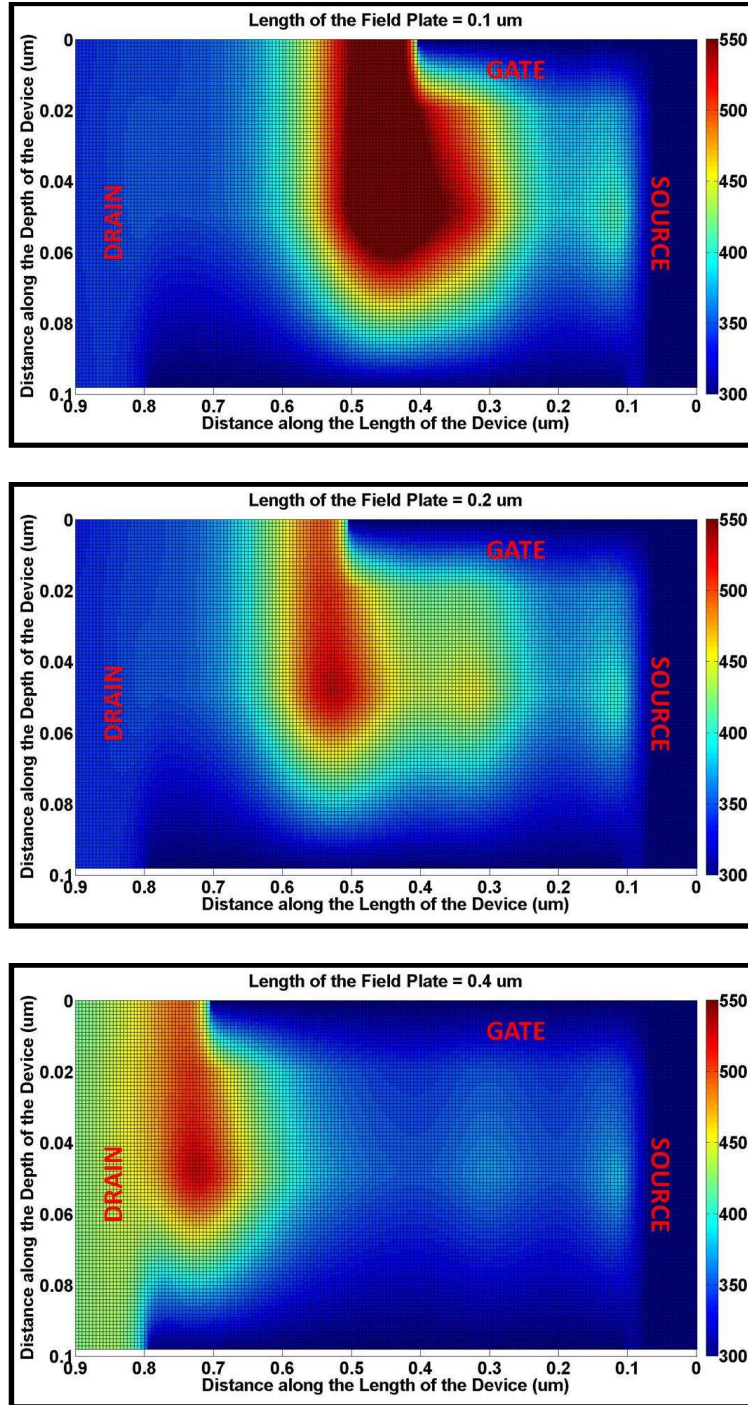 Length of the Field Plate = 0.1 um
Distance along the Depth of the Device (um)
0
0.02
0.04
0.06
0.08
0.1
DRAIN
GATE
SOURCE
550
500
450
400
350
300
0.9 0.8 0.7 0.6 0.5 0.4 0.3 0.2 0.1 0
Distance along the Length of the Device (um)
Length of the Field Plate = 0.2 um
Distance along the Depth of the Device (um)
0
0.02
0.04
0.06
0.08
0.1
DRAIN
GATE
SOURCE
550
500
450
400
350
300
0.9 0.8 0.7 0.6 0.5 0.4 0.3 0.2 0.1 0
Distance along the Length of the Device (um)
Length of the Field Plate = 0.4 um
Distance along the Depth of the Device (um)
0
0.02
0.04
0.06
0.08
0.1
DRAIN
GATE
SOURCE
550
500
450
400
350
300
0.9 0.8 0.7 0.6 0.5 0.4 0.3 0.2 0.1 0
Distance along the Length of the Device (um)